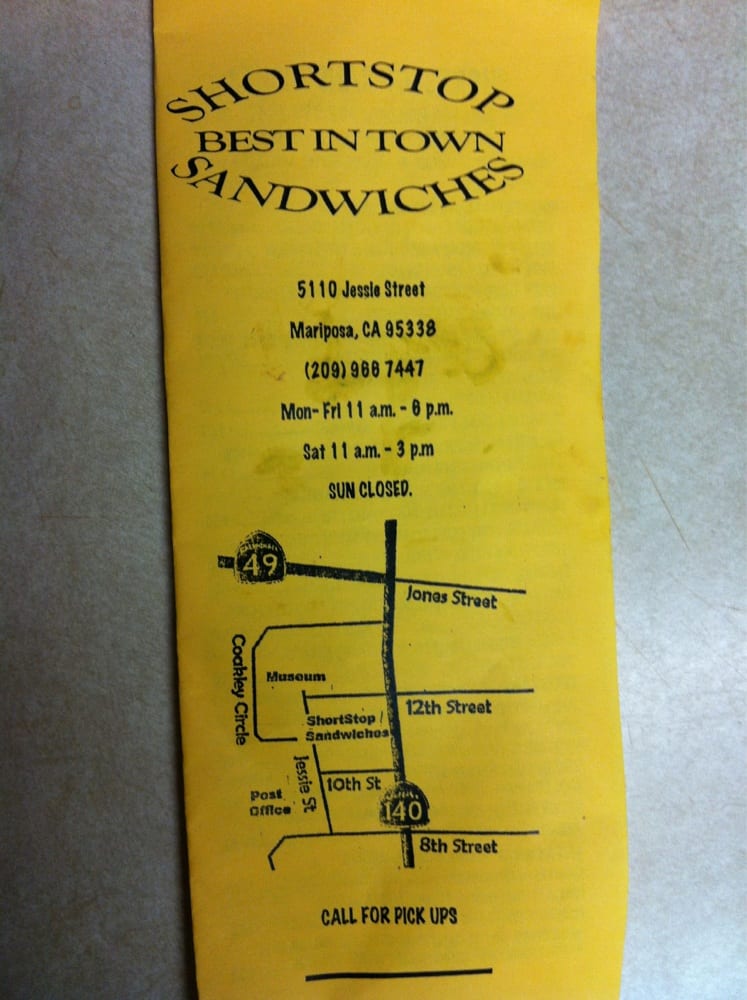 SHORTSTOP
BEST IN TOWN
SANDWICHES
5110 Jessie Street
Mariposa, CA 95338
(209) 966 7447
Mon- Fri 11 a.m. - 6 p.m.
Sat 11 a.m. - 3 p.m
SUN CLOSED.
49
Jones Street
Coakley Circle
Museum
12th Street
ShortStop /
Sandwiches
Jessie St
10th St
Post
Office
140
8th Street
CALL FOR PICK UPS